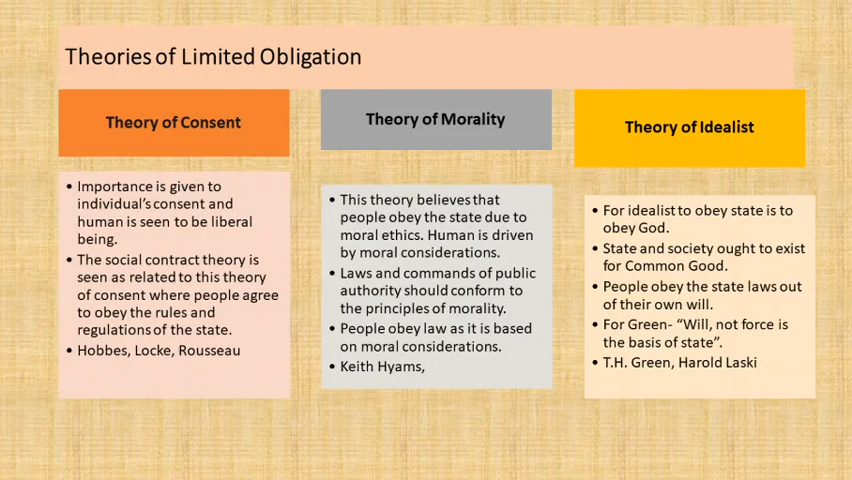 Theories of Limited Obligation
Theory of Consent
• Importance is given to
individual's consent and
human is seen to be liberal
being.
• The social contract theory is
seen as related to this theory
of consent where people agree
to obey the rules and
regulations of the state.
• Hobbes, Locke, Rousseau
Theory of Morality
• This theory believes that
people obey the state due to
moral ethics. Human is driven
by moral considerations.
• Laws and commands of public
authority should conform to
the principles of morality.
• People obey law as it is based
on moral considerations.
• Keith Hyams,
Theory of Idealist
• For idealist to obey state is to
obey God.
• State and society ought to exist
for Common Good.
• People obey the state laws out
of their own will.
• For Green- “Will, not force is
the basis of state”.
• T.H. Green, Harold Laski